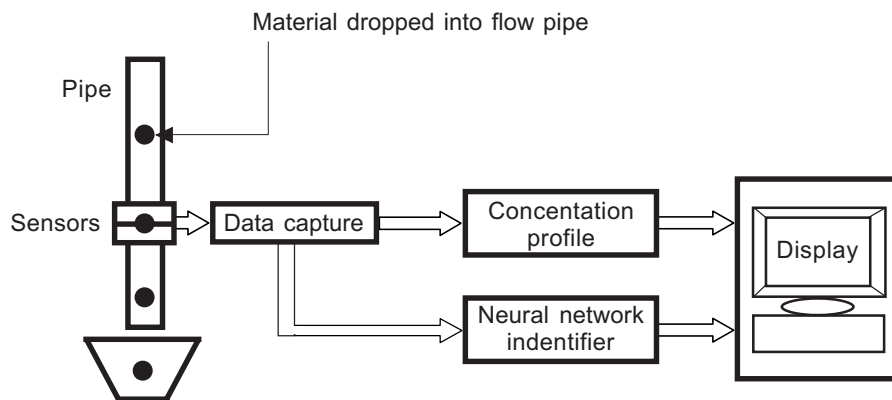 Material dropped into flow pipe
Pipe
Sensors
Data capture
Concentation
profile
Neural network
indentifier
Display